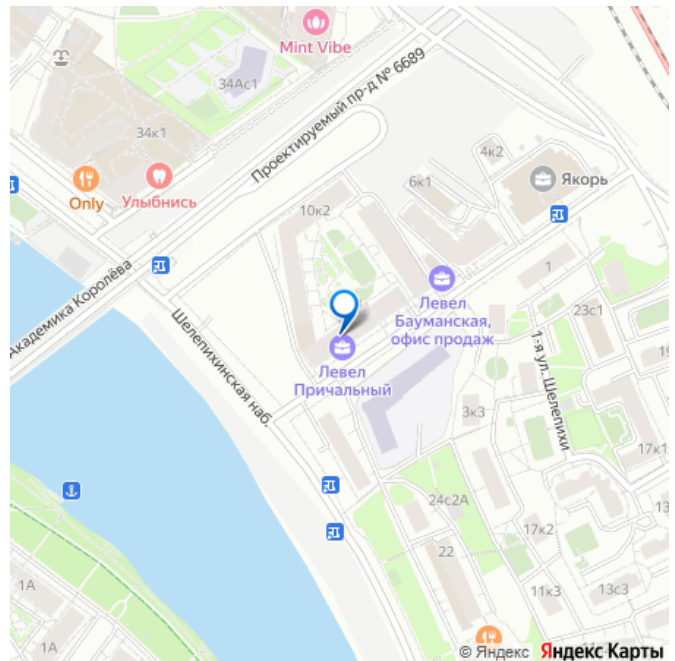 Mint Vibe
34Ас1
Проектируемый пр-д № 6689
34к1
4к2
Only
Улыбнись
6к1
Якорь
10к2
Академика Королёва
1
Левел
Бауманская,
офис продаж
23с1
Шелепихинская наб.
Левел
Причальный
1-я ул. Шелепихи
19
3к3
17к1
24с2А
13
17к2
22
1А
11к3
13с3
1А
© Яндекс Яндекс Карты